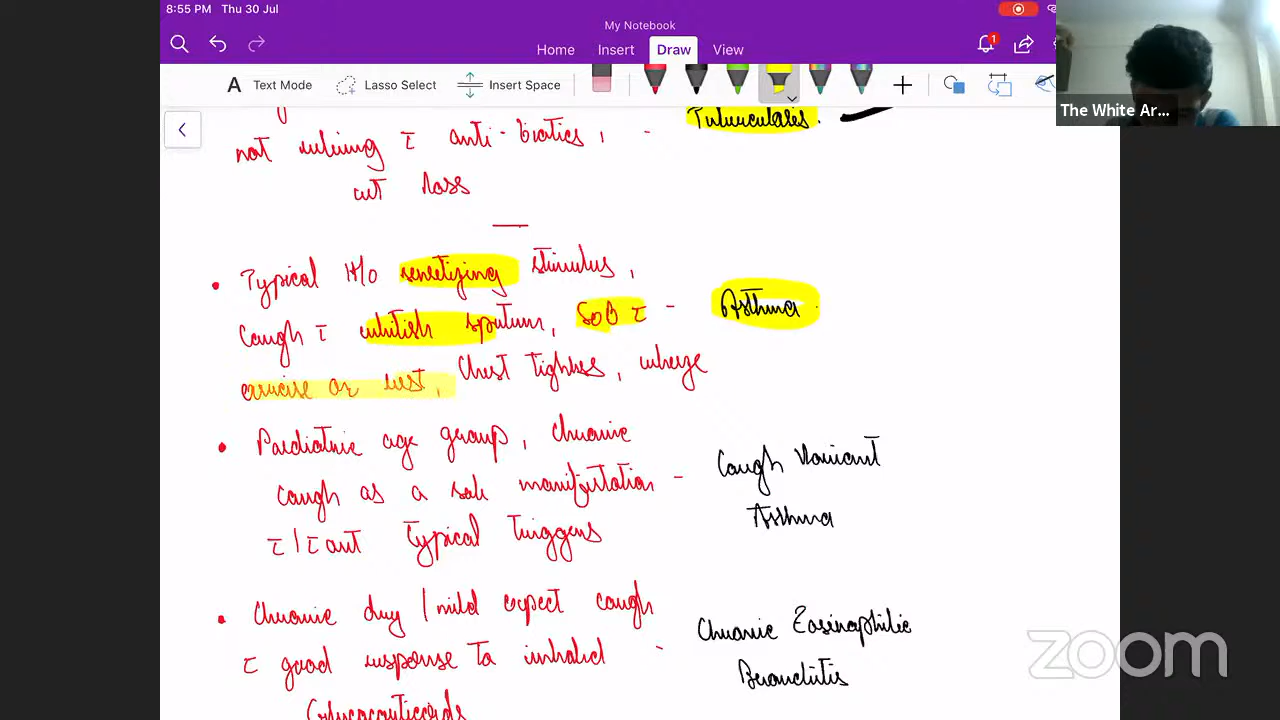 8:55 PM Thu 30 Jul
My Notebook
Home Insert Draw View
1
A Text Mode Lasso Select Insert Space
The White Ar...
Tuberculosis.
not relieving c̄ anti-biotics, -
wt loss
• Typical H/o sensetizing stimulus,
Cough c̄ whitish sputum, SOB c̄ - Asthma
exercise or rest, Chest tightness, wheeze
• Paediatric age group, chronic
cough as a sole manifestation - Cough Variant
Asthma
c̄ / c̄out Typical Triggers
• Chronic dry / mild expect cough
c̄ good response to inhaled - Chronic Eosinophilic
Bronchitis
Glucocorticoids
zoom